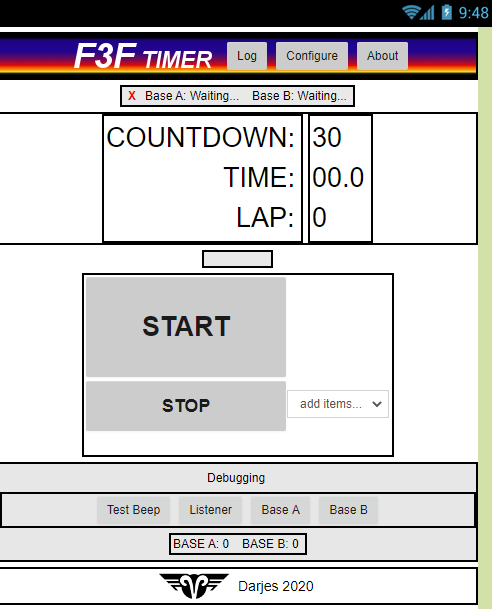 9:48
F3F TIMER Log Configure About
X Base A: Waiting... Base B: Waiting...
COUNTDOWN: 30
TIME: 00.0
LAP: 0
START
STOP add items...
Debugging
Test Beep Listener Base A Base B
BASE A: 0 BASE B: 0
Darjes 2020